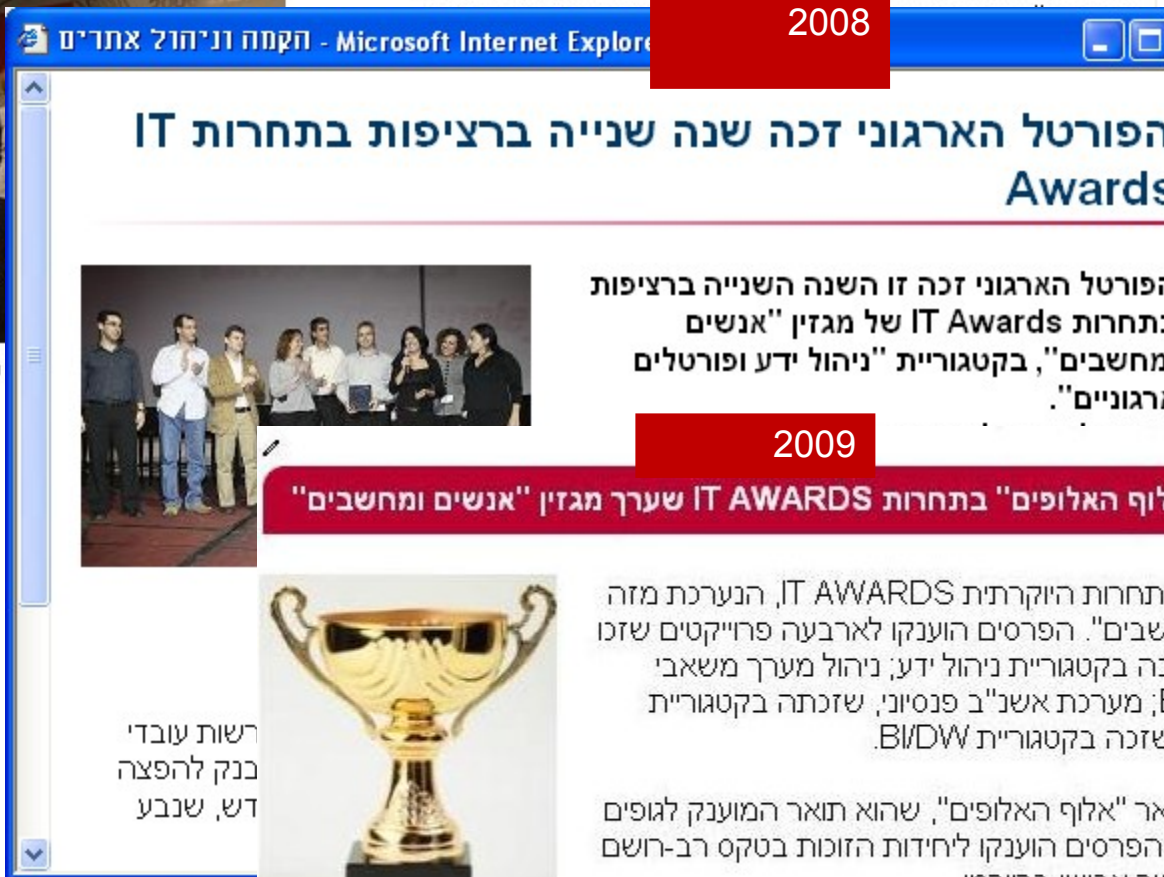 הקמה וניהול אתרים - Microsoft Internet Explore
2008
הפורטל הארגוני זכה שנה שנייה ברציפות בתחרות IT
Awards
הפורטל הארגוני זכה זו השנה השנייה ברציפות
בתחרות IT Awards של מגזין "אנשים
ומחשבים", בקטגוריית "ניהול ידע ופורטלים
ארגוניים".
2009
האלופים" בתחרות IT AWARDS שערך מגזין "אנשים ומחשבים"
תחרות היוקרתית IT AWARDS, הנערכת מזה
שבים". הפרסים הוענקו לארבעה פרוייקטים שזכו
בקטגוריית ניהול ידע; ניהול מערך משאבי
; מערכת אשנ"ב פנסיוני, שזכתה בקטגוריית
שזכה בקטגוריית BI/DW.
רשות עובדי
בנק להפצה
דש, שנבע
אר "אלוף האלופים", שהוא תואר המוענק לגופים
הפרסים הוענקו ליחידות הזוכות בטקס רב-רושם